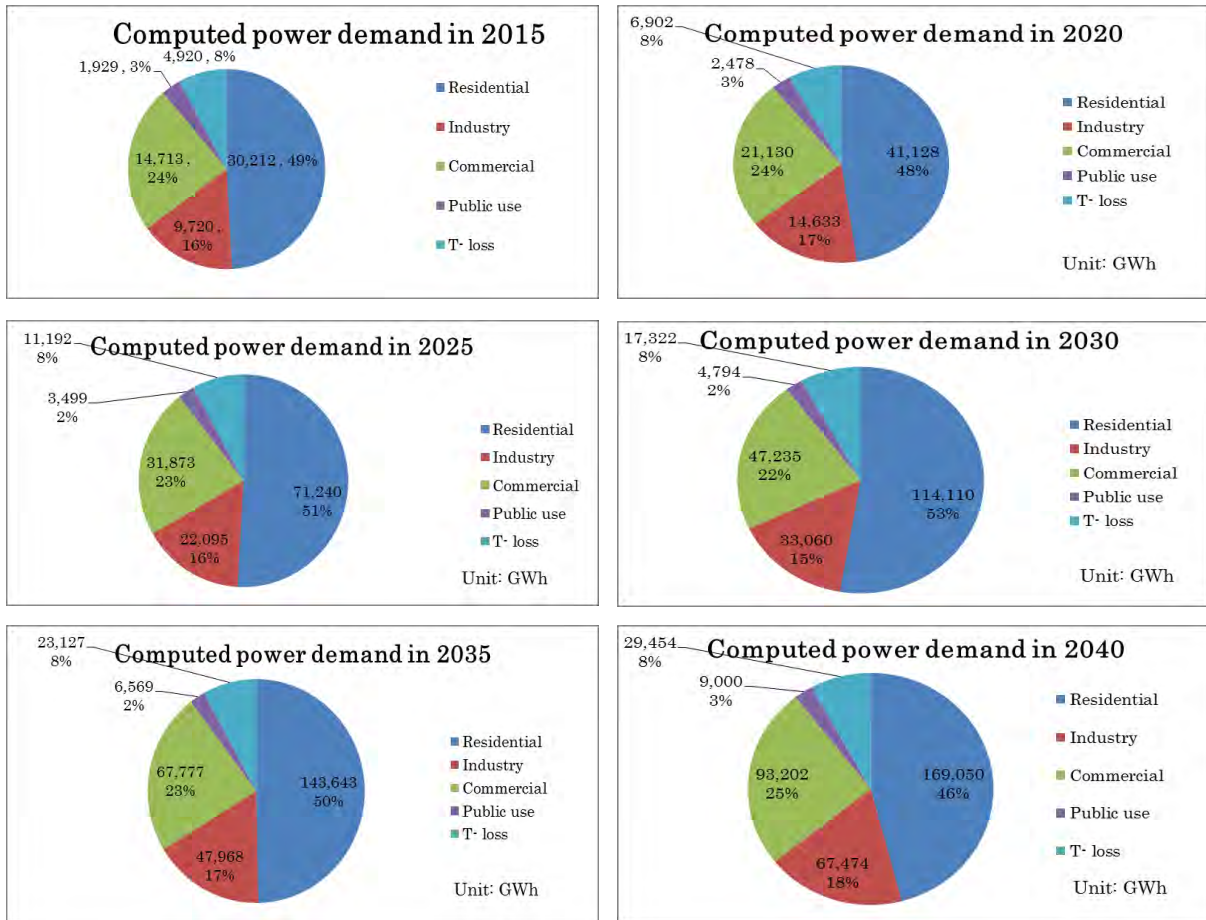 Computed power demand in 2015
4,920 , 8%
1,929 , 3%
14,713 ,
24%
30,212 , 49%
9,720 ,
16%
Residential
Industry
Commercial
Public use
T- loss
Computed power demand in 2020
6,902
8%
2,478
3%
21,130
24%
41,128
48%
14,633
17%
Residential
Industry
Commercial
Public use
T- loss
Unit: GWh
Computed power demand in 2025
11,192
8%
3,499
2%
31,873
23%
71,240
51%
22,095
16%
Residential
Industry
Commercial
Public use
T- loss
Unit: GWh
Computed power demand in 2030
17,322
8%
4,794
2%
47,235
22%
114,110
53%
33,060
15%
Residential
Industry
Commercial
Public use
T- loss
Unit: GWh
Computed power demand in 2035
23,127
8%
6,569
2%
67,777
23%
143,643
50%
47,968
17%
Residential
Industry
Commercial
Public use
T- loss
Unit: GWh
Computed power demand in 2040
29,454
8%
9,000
3%
93,202
25%
169,050
46%
67,474
18%
Residential
Industry
Commercial
Public use
T- loss
Unit: GWh